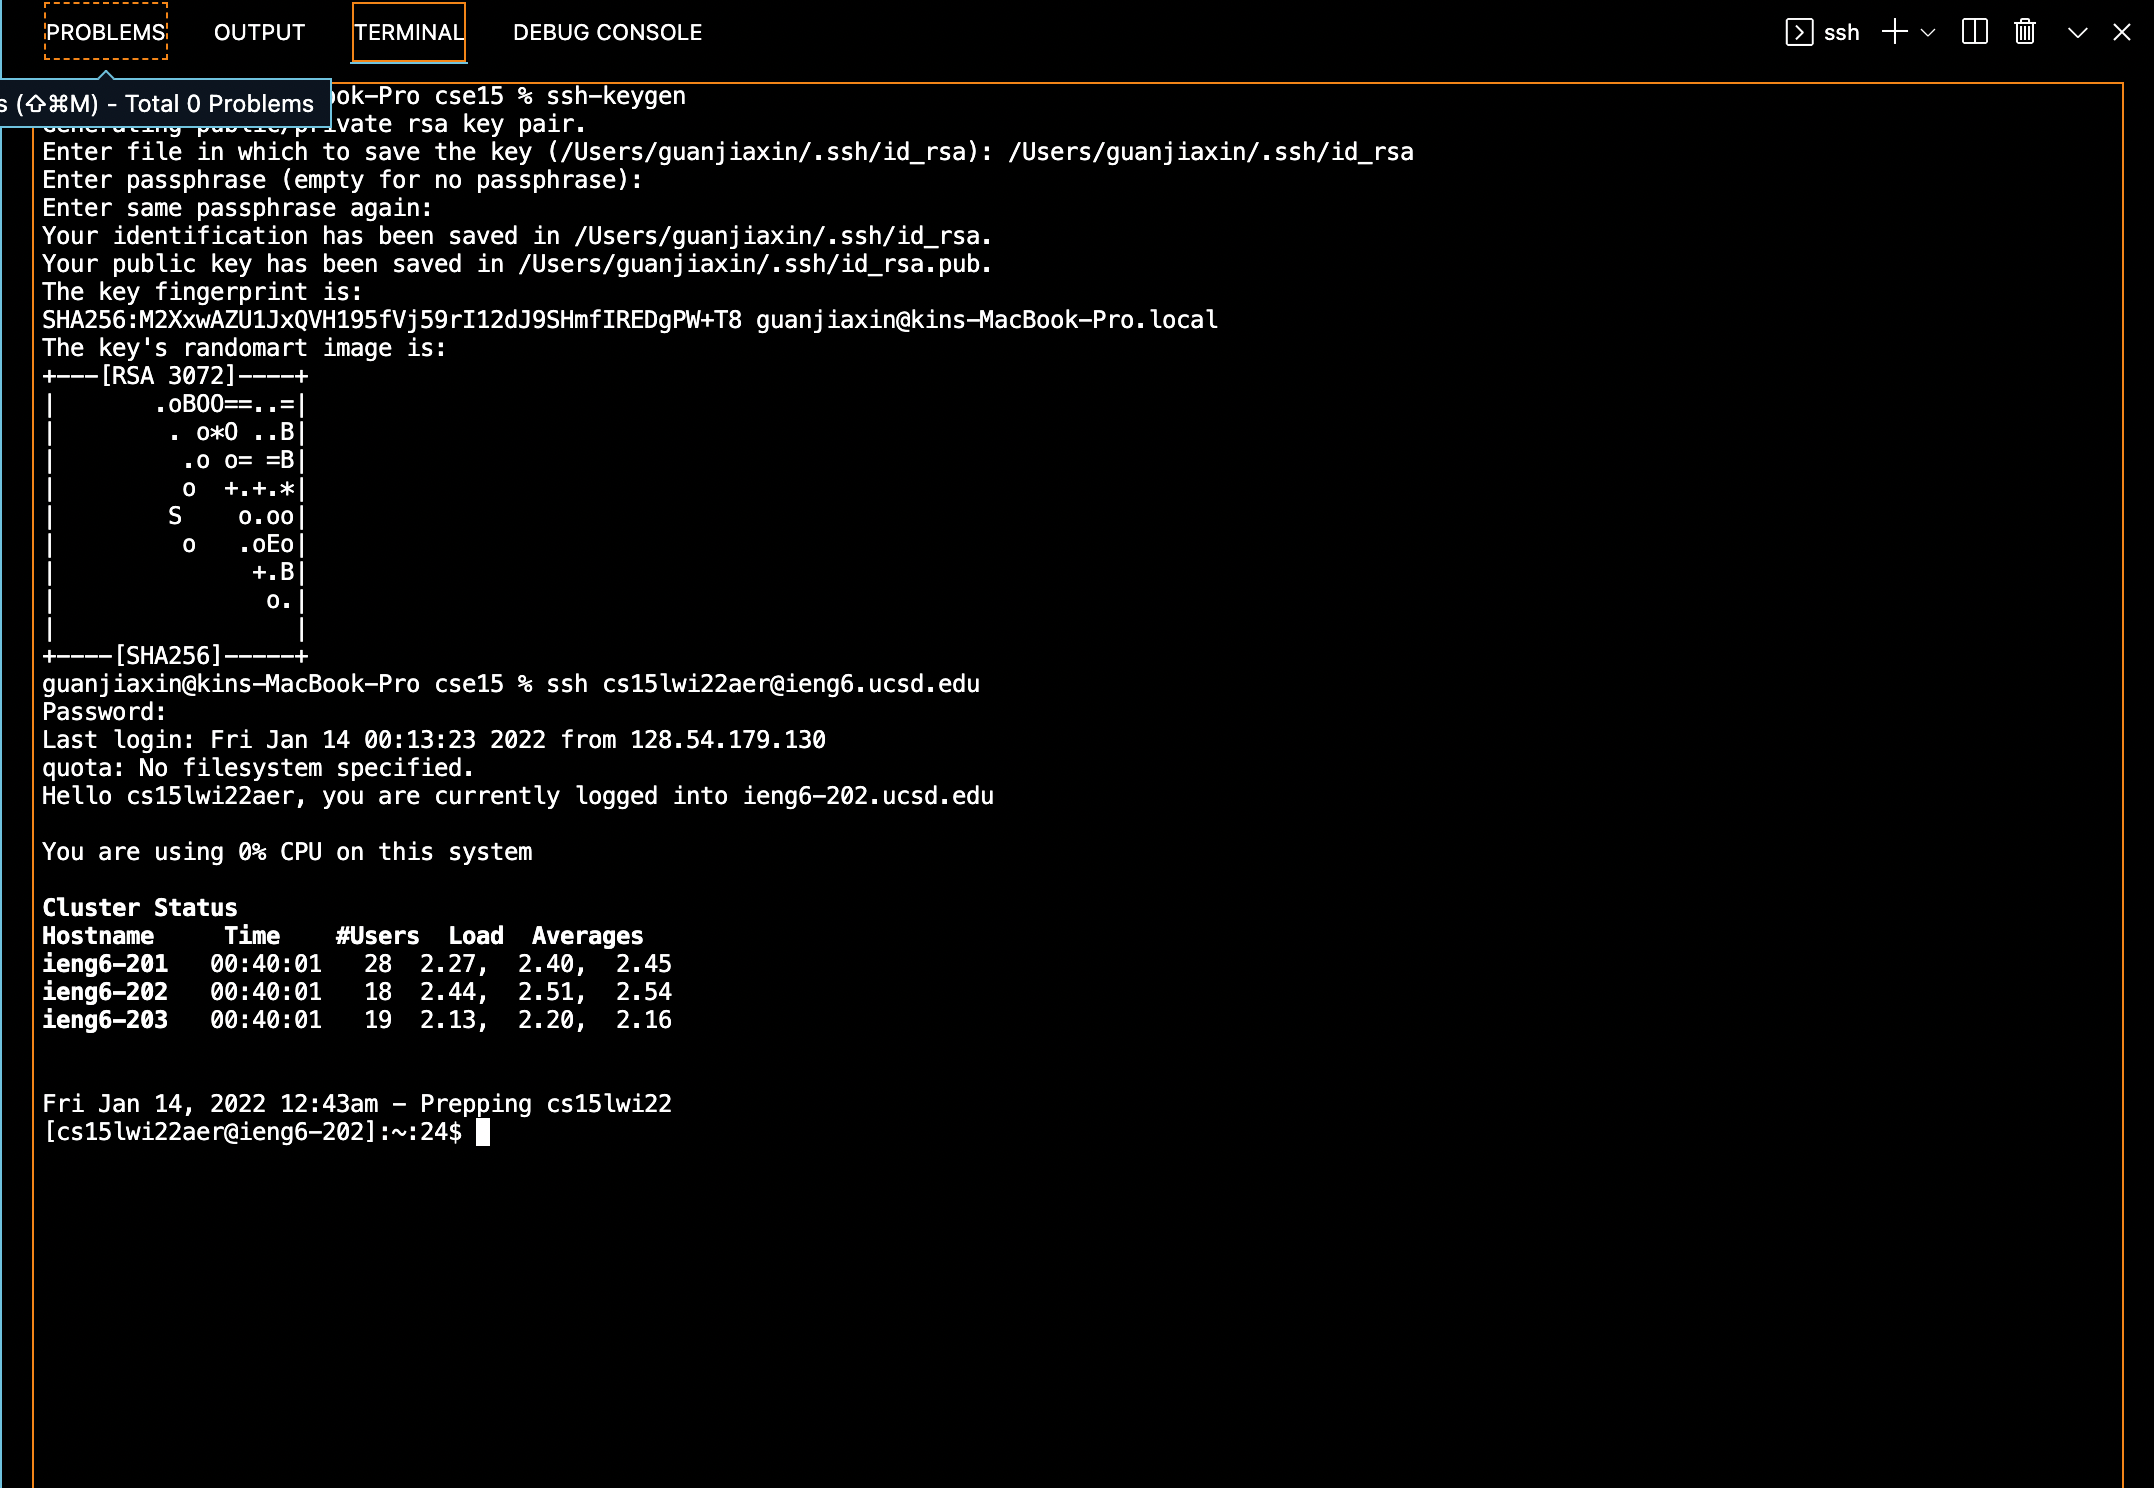 PROBLEMS OUTPUT TERMINAL DEBUG CONSOLE ssh
s (⇧⌘M) - Total 0 Problems
ook-Pro cse15 % ssh-keygen
Generating public/private rsa key pair.
Enter file in which to save the key (/Users/guanjiaxin/.ssh/id_rsa): /Users/guanjiaxin/.ssh/id_rsa
Enter passphrase (empty for no passphrase):
Enter same passphrase again:
Your identification has been saved in /Users/guanjiaxin/.ssh/id_rsa.
Your public key has been saved in /Users/guanjiaxin/.ssh/id_rsa.pub.
The key fingerprint is:
SHA256:M2XxwAZU1JxQVH195fVj59rI12dJ9SHmfIREDgPW+T8 guanjiaxin@kins-MacBook-Pro.local
The key's randomart image is:
+---[RSA 3072]----+
|       .oBOO==..=|
|        . o*O ..B|
|         .o o= =B|
|         o  +.+.*|
|        S    o.oo|
|         o   .oEo|
|              +.B|
|               o.|
|                 |
+----[SHA256]-----+
guanjiaxin@kins-MacBook-Pro cse15 % ssh cs15lwi22aer@ieng6.ucsd.edu
Password:
Last login: Fri Jan 14 00:13:23 2022 from 128.54.179.130
quota: No filesystem specified.
Hello cs15lwi22aer, you are currently logged into ieng6-202.ucsd.edu
You are using 0% CPU on this system
Cluster Status
Hostname     Time    #Users  Load  Averages
ieng6-201   00:40:01   28  2.27,  2.40,  2.45
ieng6-202   00:40:01   18  2.44,  2.51,  2.54
ieng6-203   00:40:01   19  2.13,  2.20,  2.16
Fri Jan 14, 2022 12:43am - Prepping cs15lwi22
[cs15lwi22aer@ieng6-202]:~:24$